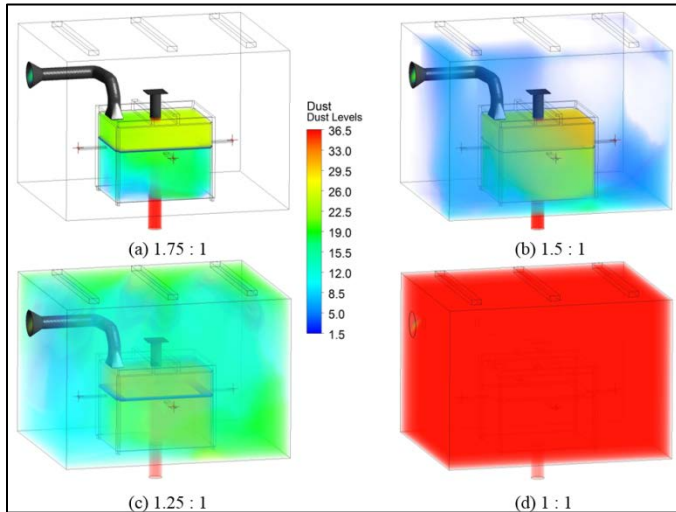 Dust
Dust Levels
36.5
33.0
29.5
26.0
22.5
19.0
15.5
12.0
8.5
5.0
1.5
(a) 1.75 : 1
(b) 1.5 : 1
(c) 1.25 : 1
(d) 1 : 1